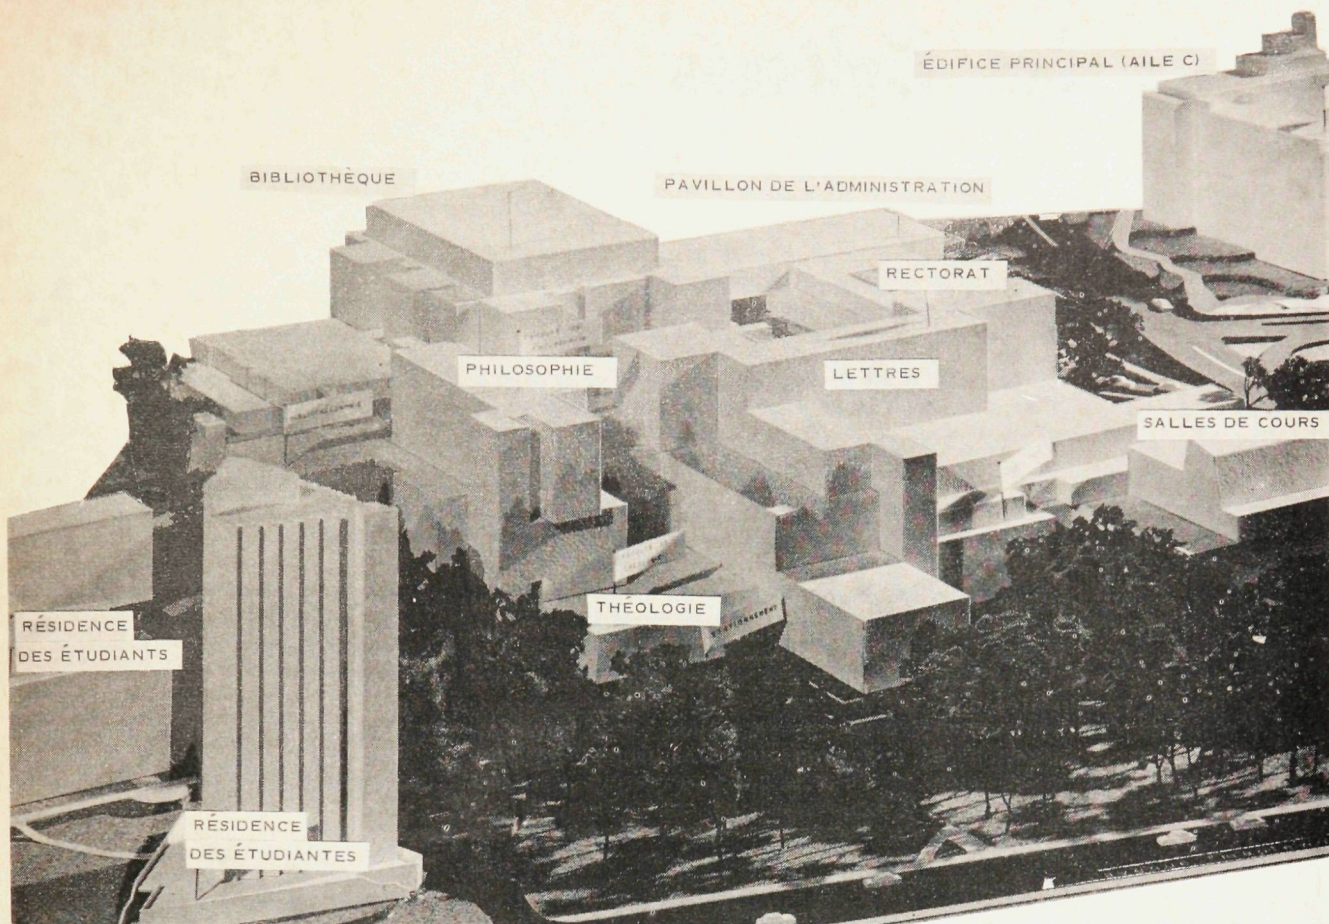 ÉDIFICE PRINCIPAL (AILE C)
BIBLIOTHÈQUE
PAVILLON DE L'ADMINISTRATION
RECTORAT
PHILOSOPHIE
LETTRES
SALLES DE COURS
THÉOLOGIE
STATIONNEMENT
RÉSIDENCE
DES ÉTUDIANTS
RÉSIDENCE
DES ÉTUDIANTES